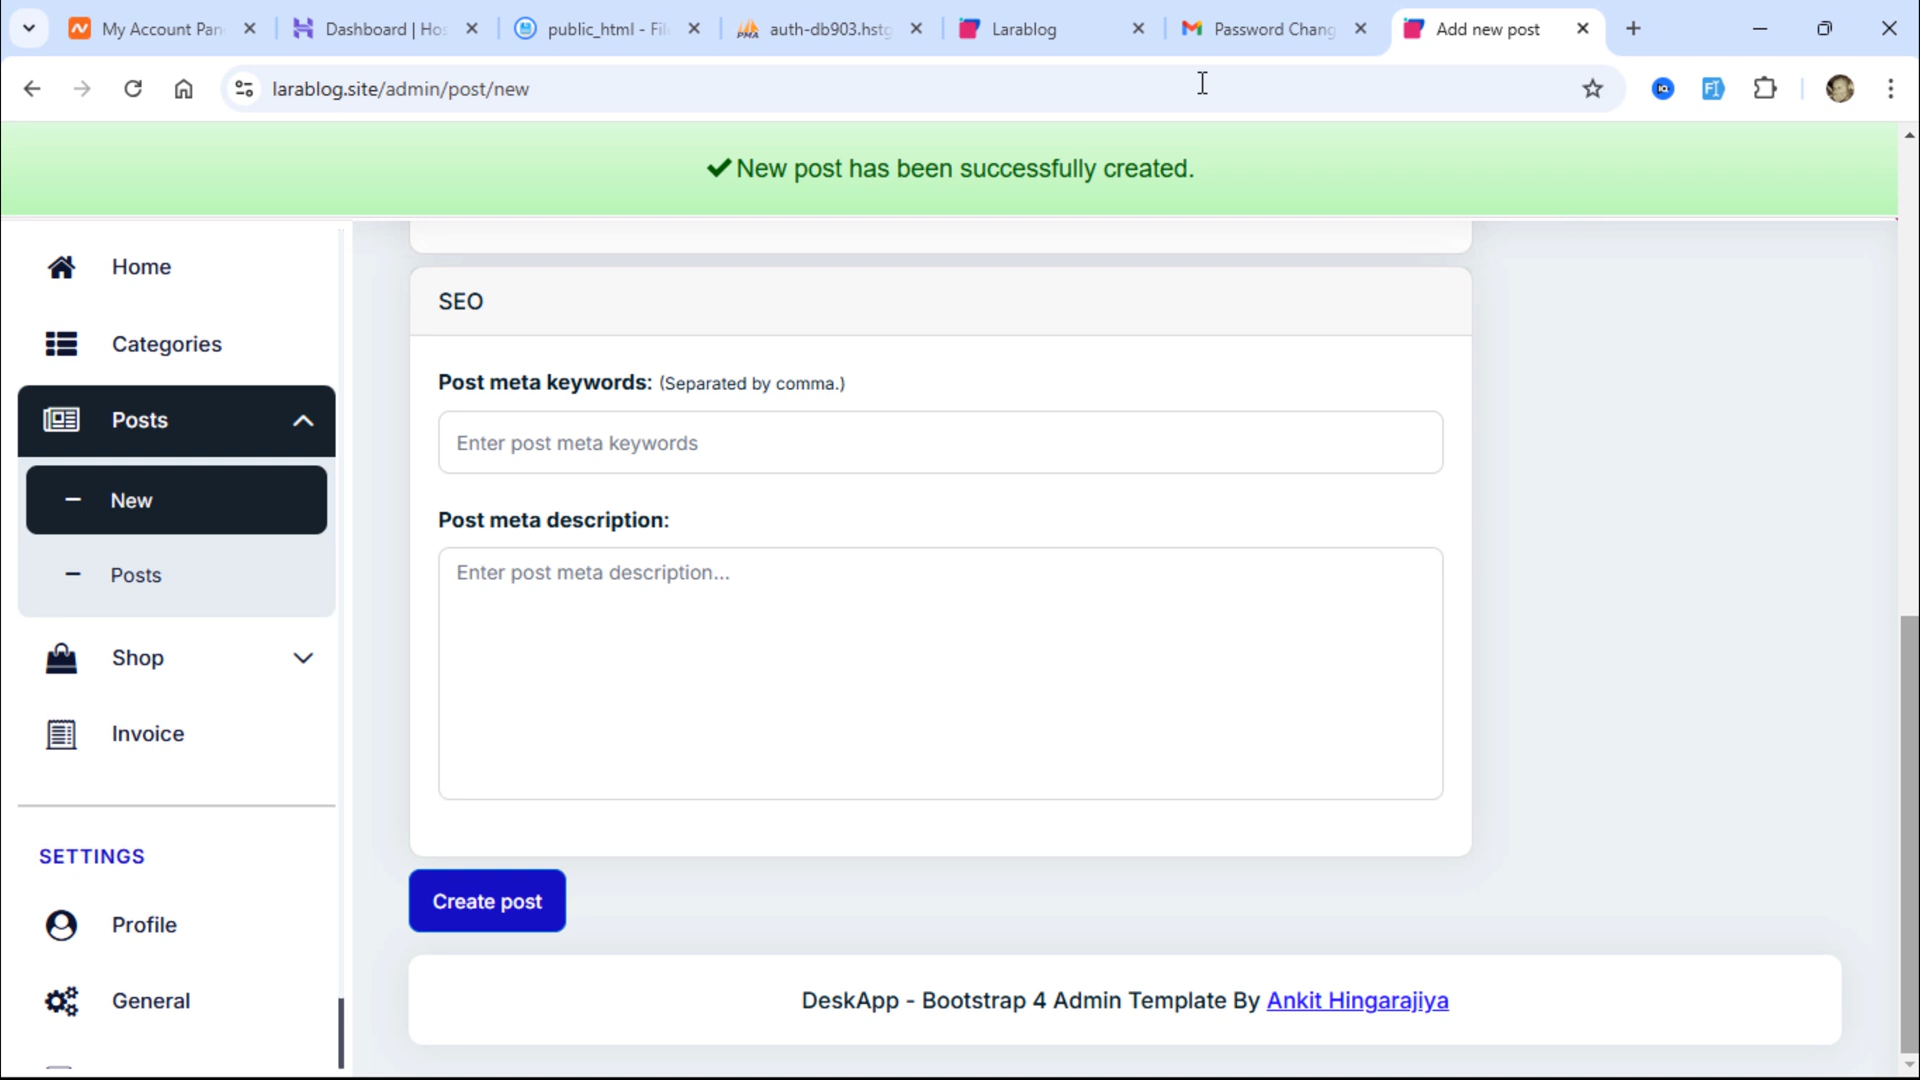 My Account Pan
Dashboard | Hos
public_html - Fil
auth-db903.hstg
Larablog
Password Chang
Add new post
larablog.site/admin/post/new
New post has been successfully created.
Home
Categories
Posts
New
Posts
Shop
Invoice
SETTINGS
Profile
General
SEO
Post meta keywords: (Separated by comma.)
Enter post meta keywords
Post meta description:
Enter post meta description...
Create post
DeskApp - Bootstrap 4 Admin Template By Ankit Hingarajiya